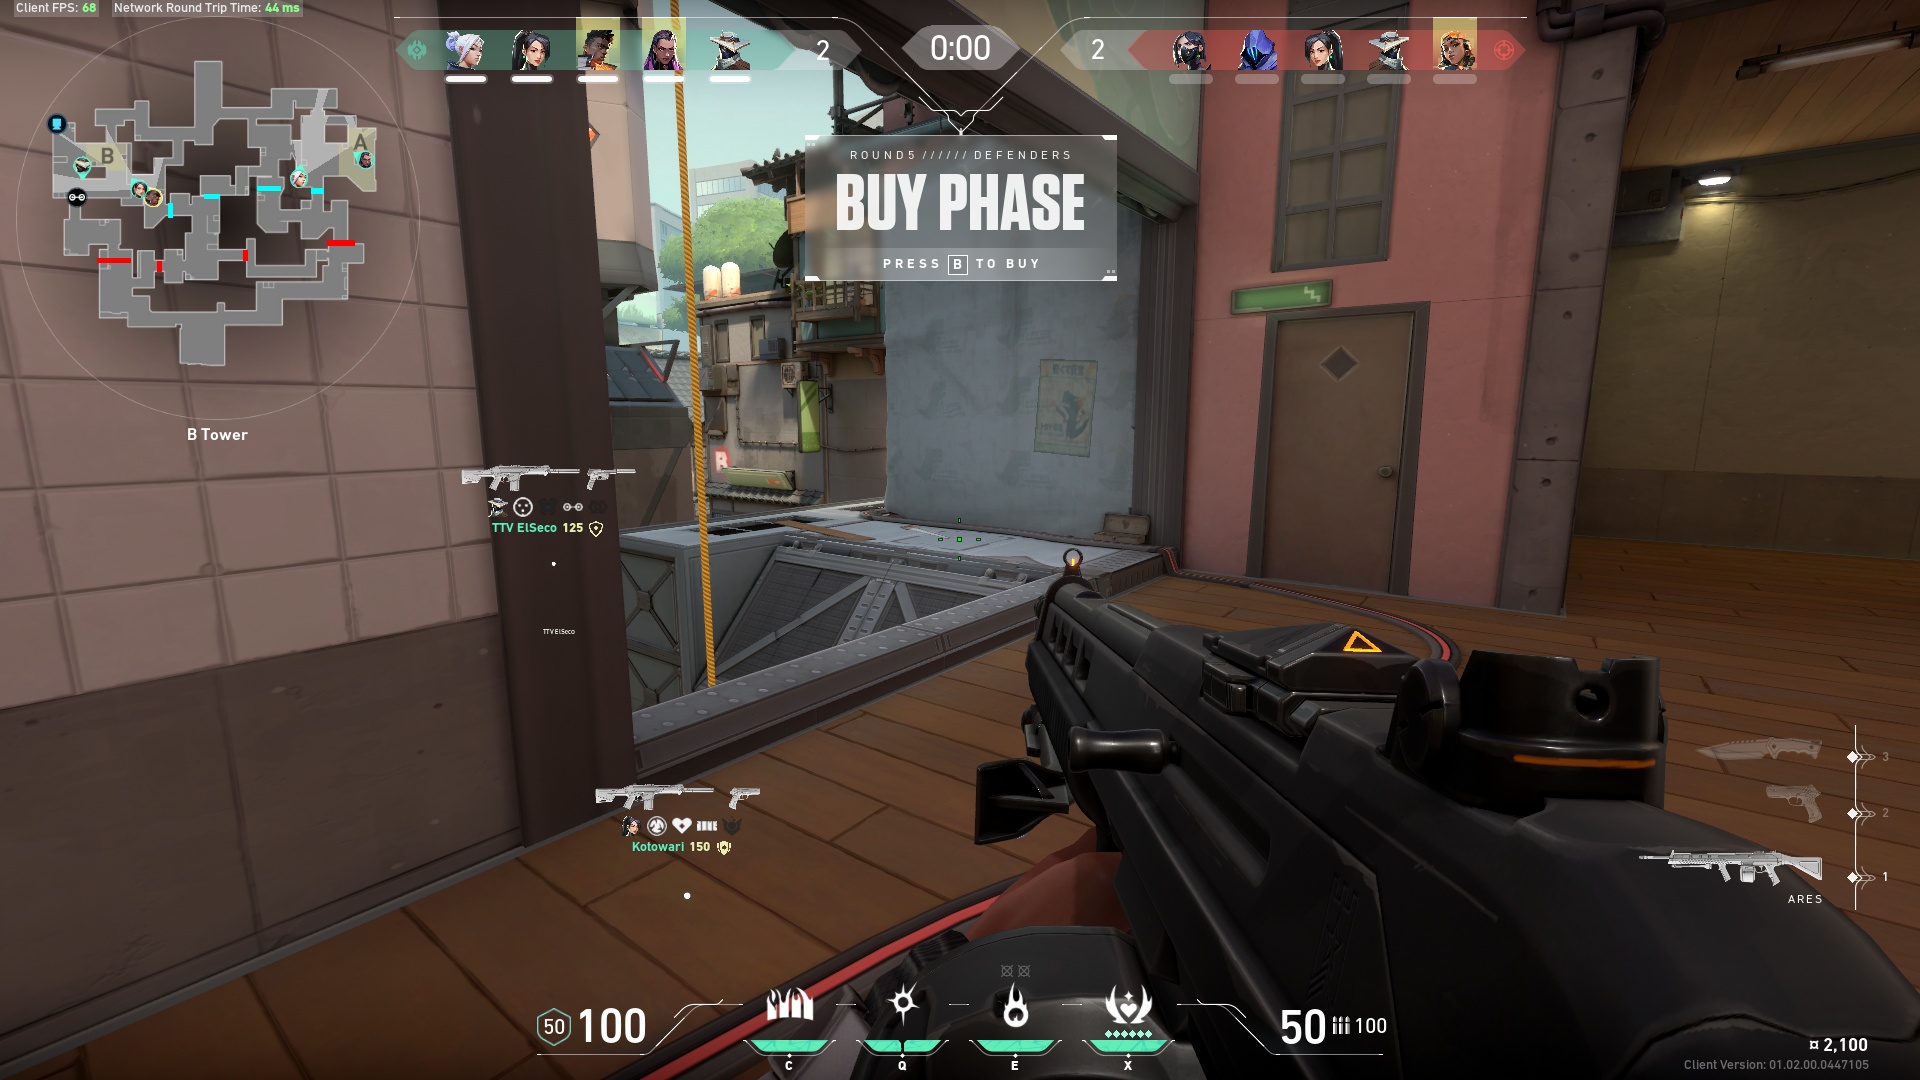 Client FPS: 68 Network Round Trip Time: 44 ms
2 0:00 2
ROUND 5 ////// DEFENDERS
BUY PHASE
PRESS B TO BUY
B
A
B Tower
TTV ElSeco 125
TTV ElSeco
Kotowari 150
3
2
1
ARES
50 100
C Q E X
50 100
¤ 2,100
Client Version: 01.02.00.0447105